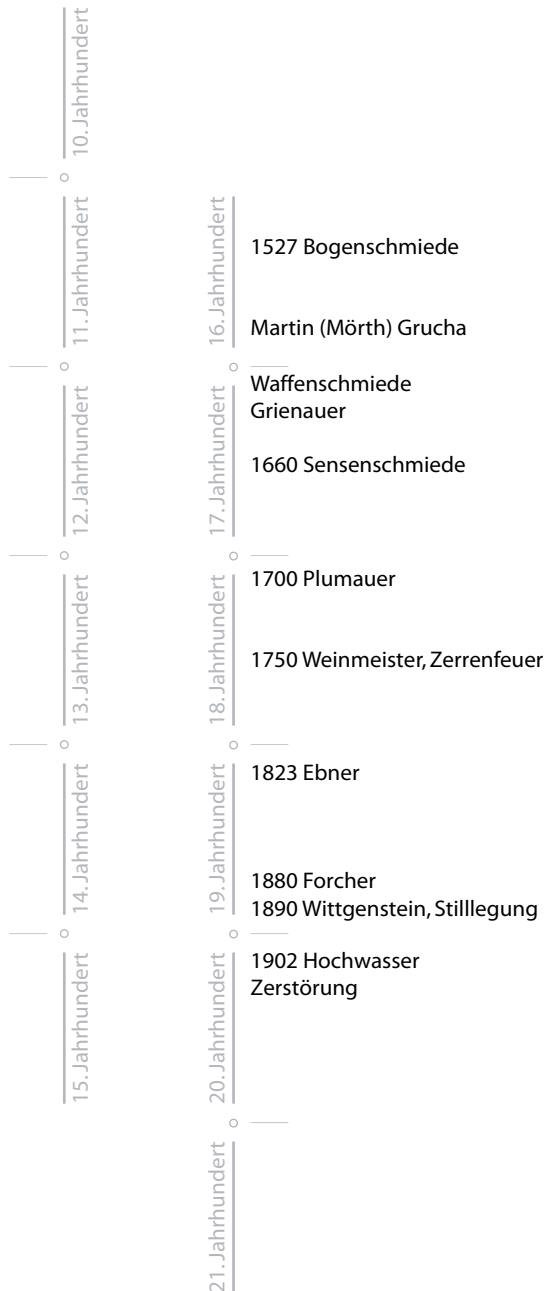 10. Jahrhundert
11. Jahrhundert
12. Jahrhundert
13. Jahrhundert
14. Jahrhundert
15. Jahrhundert
16. Jahrhundert
1527 Bogenschmiede
Martin (Mörth) Grucha
17. Jahrhundert
Waffenschmiede
Grienauer
1660 Sensenschmiede
18. Jahrhundert
1700 Plumauer
1750 Weinmeister, Zerrenfeuer
19. Jahrhundert
1823 Ebner
1880 Forcher
1890 Wittgenstein, Stilllegung
20. Jahrhundert
1902 Hochwasser
Zerstörung
21. Jahrhundert